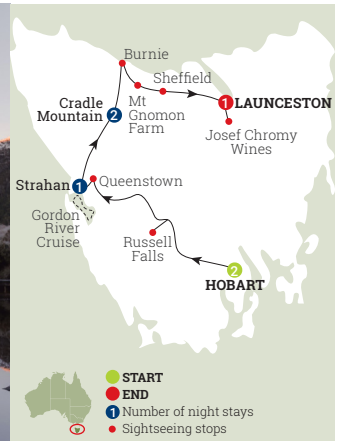 Burnie
Sheffield
Cradle
Mountain
2
Mt
Gnomon
Farm
1
LAUNCESTON
Josef Chromy
Wines
Strahan
1
Queenstown
Gordon
River
Cruise
Russell
Falls
2
HOBART
START
END
1 Number of night stays
Sightseeing stops